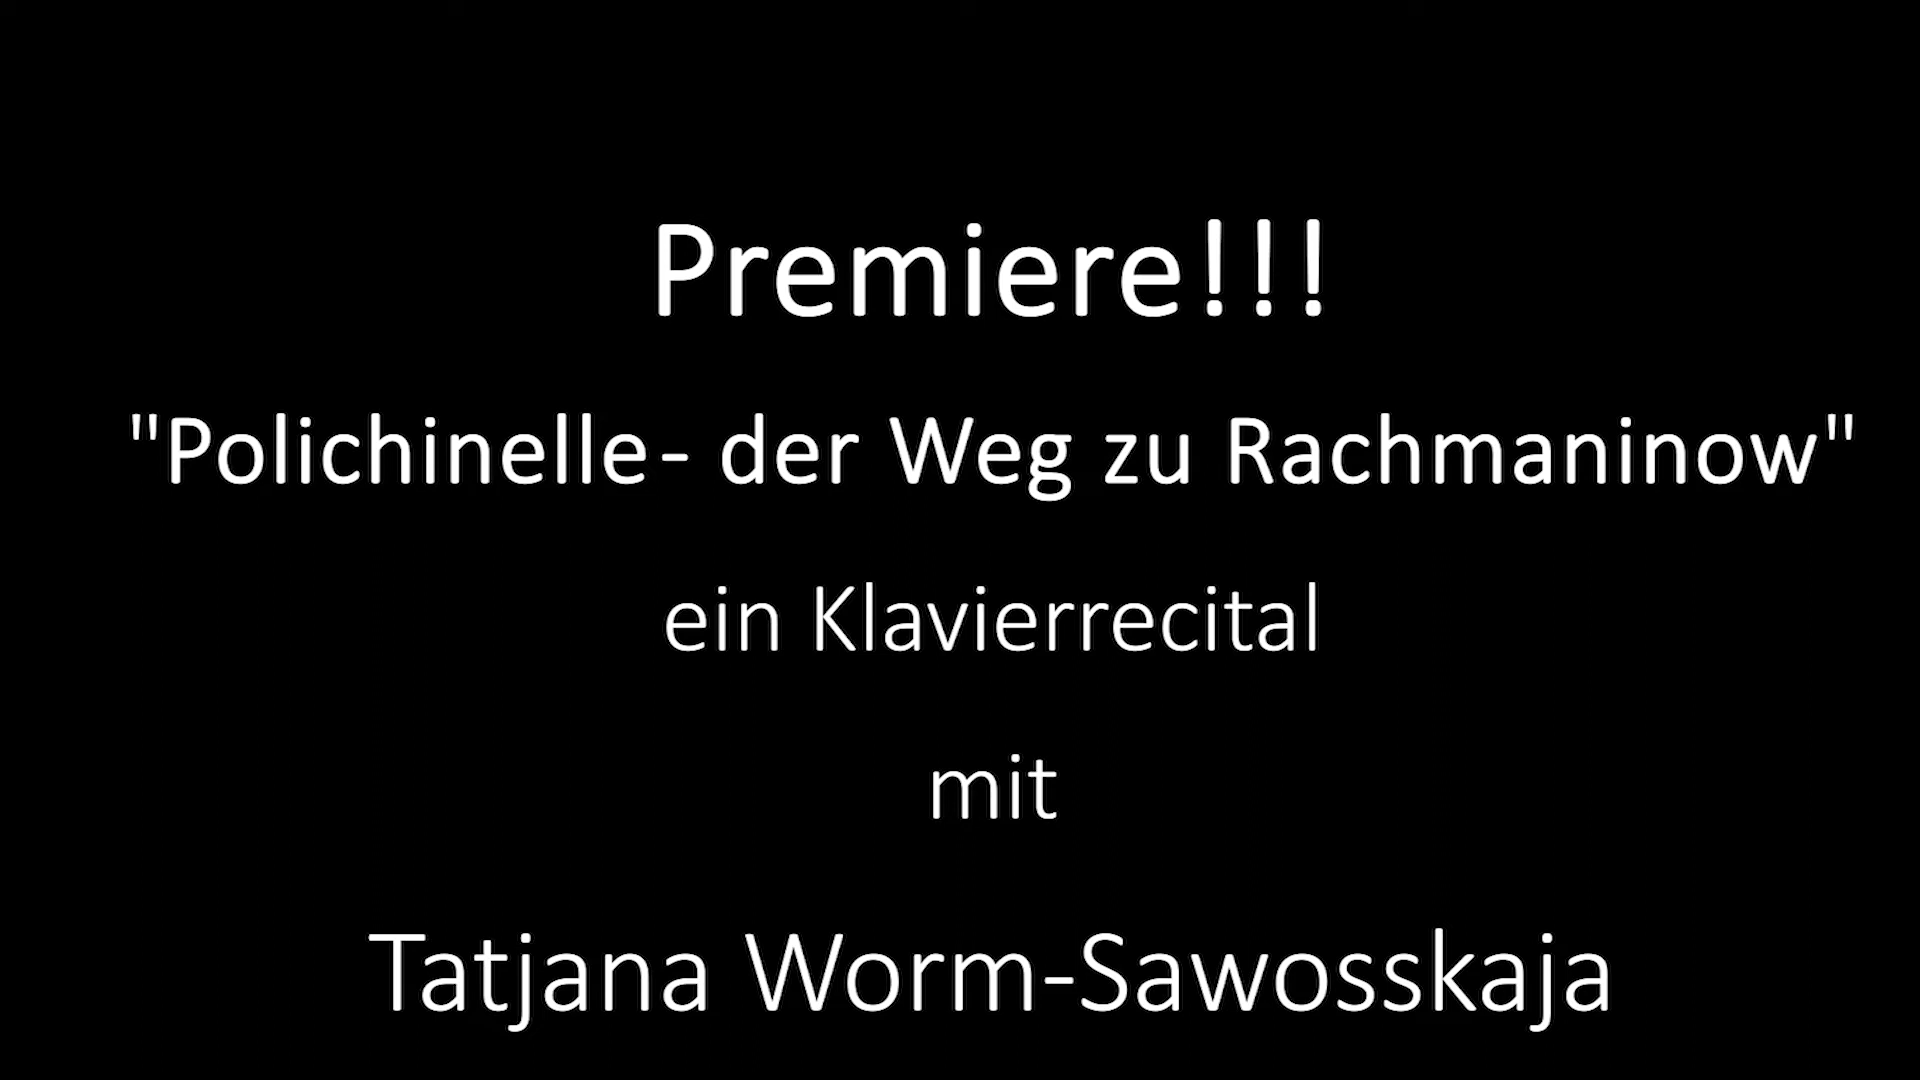 Premiere!!!
"Polichinelle- der Weg zu Rachmaninow"
ein Klavierrecital
mit
Tatjana Worm-Sawosskaja